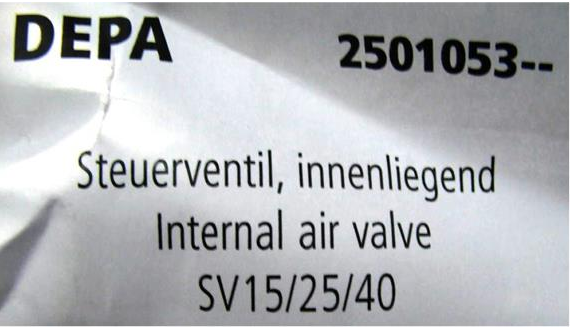 DEPA 2501053--
Steuerventil, innenliegend
Internal air valve
SV15/25/40